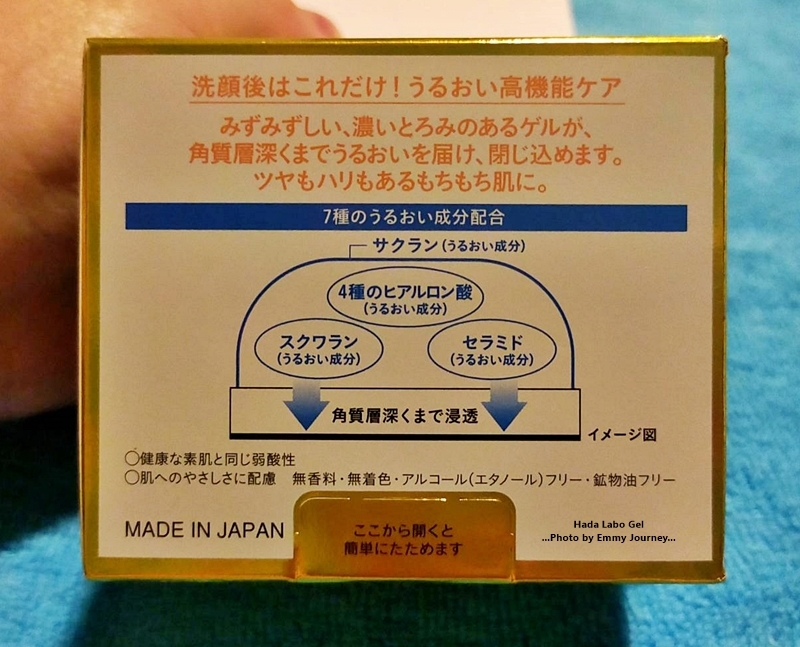 洗顔後はこれだけ!うるおい高機能ケア
みずみずしい、濃いとろみのあるゲルが、
角質層深くまでうるおいを届け、閉じ込めます。
ツヤもハリもあるもちもち肌に。
7種のうるおい成分配合
サクラン(うるおい成分)
4種のヒアルロン酸
(うるおい成分)
スクワラン
(うるおい成分)
セラミド
(うるおい成分)
角質層深くまで浸透
イメージ図
○健康な素肌と同じ弱酸性
○肌へのやさしさに配慮 無香料・無着色・アルコール(エタノール)フリー・鉱物油フリー
MADE IN JAPAN
ここから開くと
簡単にたためます
Hada Labo Gel
...Photo by Emmy Journey...